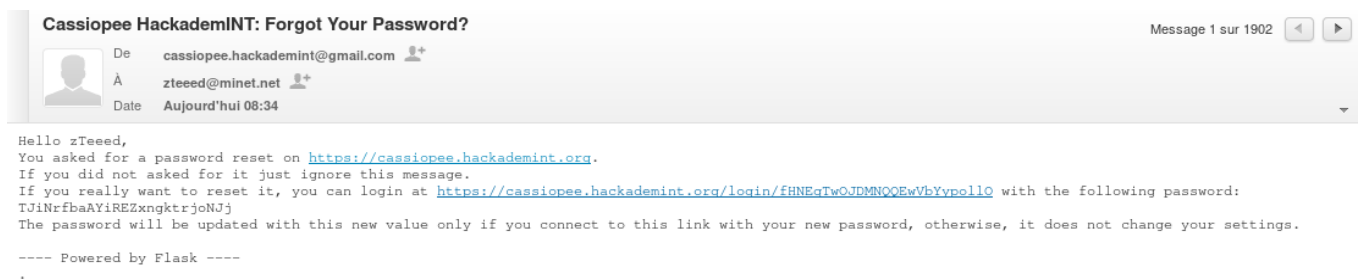 Cassiopee HackademINT: Forgot Your Password?
Message 1 sur 1902
De cassiopee.hackademint@gmail.com
À zteeed@minet.net
Date Aujourd'hui 08:34
Hello zTeeed,
You asked for a password reset on https://cassiopee.hackademint.org.
If you did not asked for it just ignore this message.
If you really want to reset it, you can login at https://cassiopee.hackademint.org/login/fHNEgTwOJDMNQQEwVbYypollO with the following password:
TJiNrfbaAYiREZxngktrjoNJj
The password will be updated with this new value only if you connect to this link with your new password, otherwise, it does not change your settings.
---- Powered by Flask ----
.